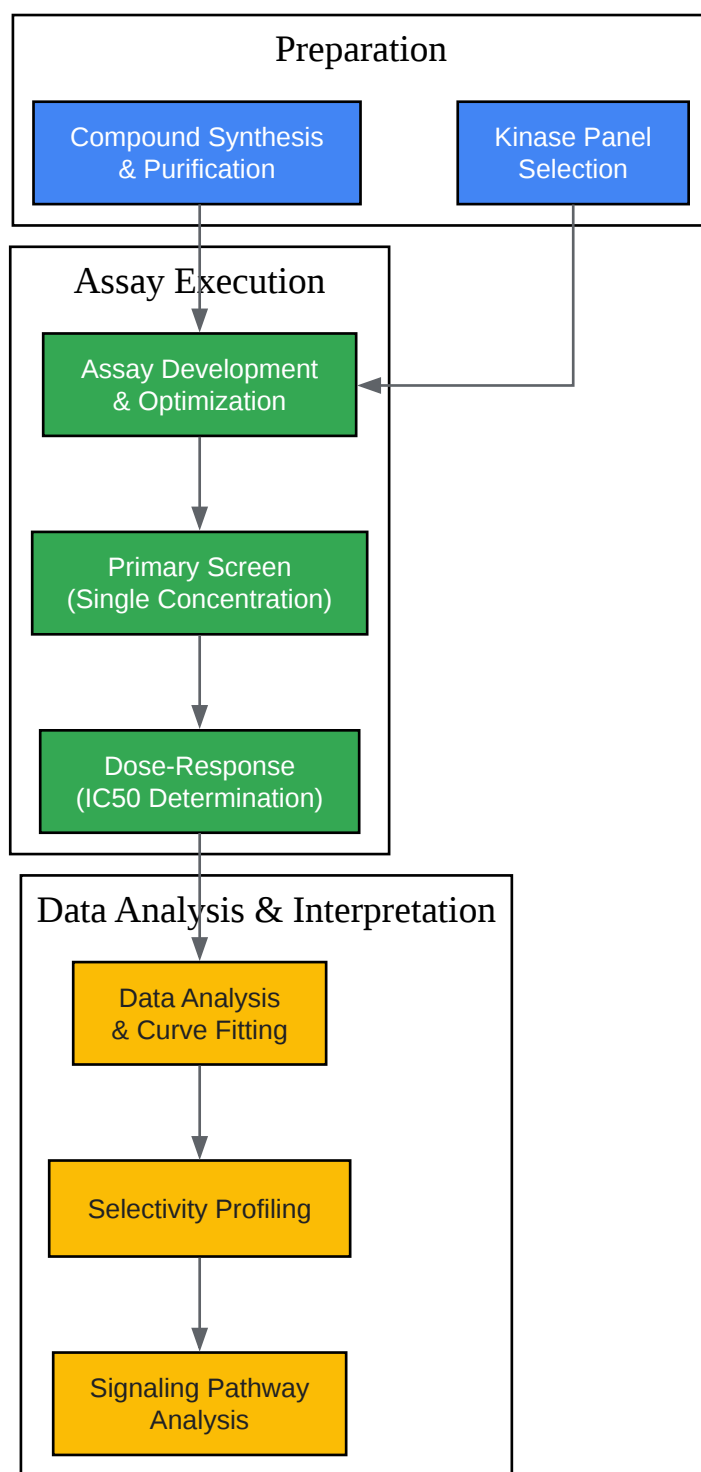 Preparation
Compound Synthesis
& Purification
Kinase Panel
Selection
Assay Execution
Assay Development
& Optimization
Primary Screen
(Single Concentration)
Dose-Response
(IC50 Determination)
Data Analysis & Interpretation
Data Analysis
& Curve Fitting
Selectivity Profiling
Signaling Pathway
Analysis